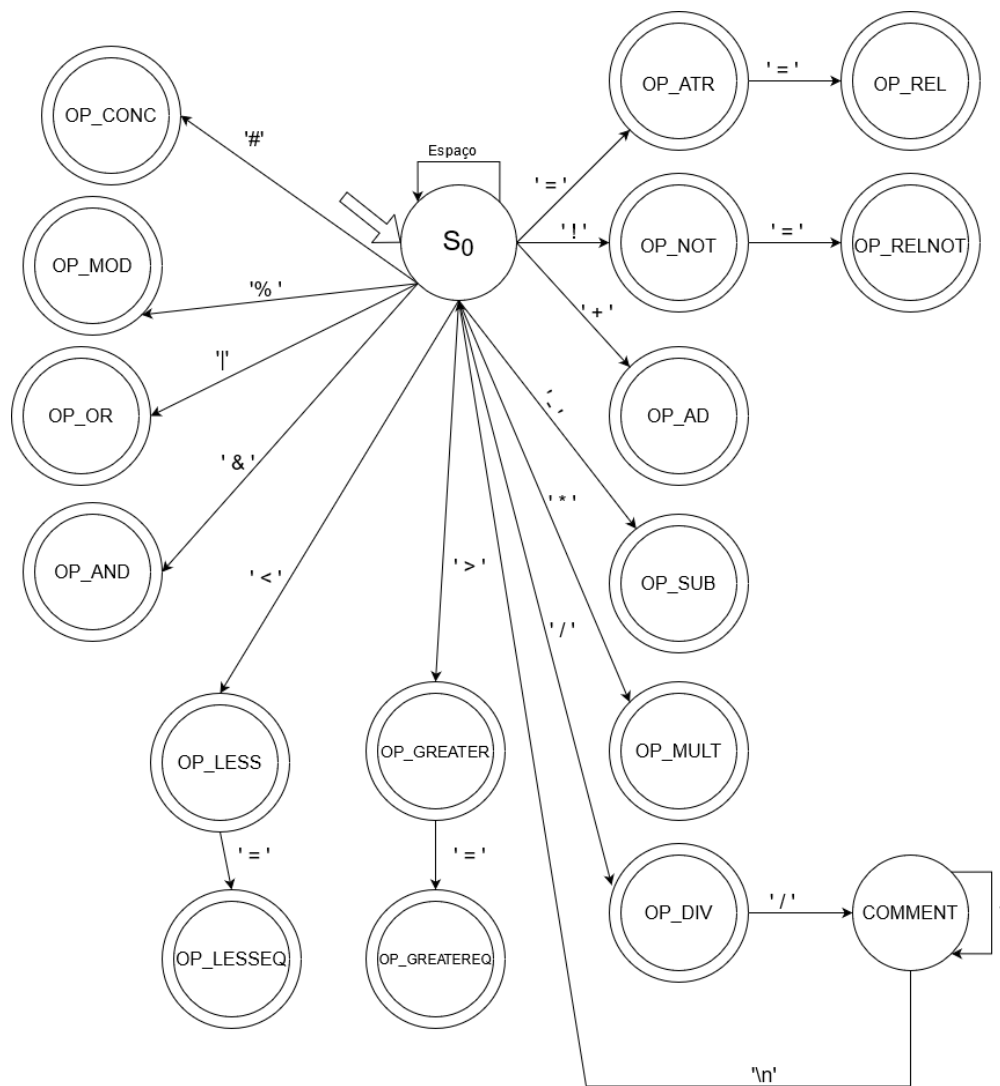 OP_ATR
' = '
OP_REL
OP_CONC
'#'
Espaço
' = '
S0
' ! '
OP_NOT
' = '
OP_RELNOT
OP_MOD
'% '
' + '
'|'
OP_OR
OP_AD
' - '
' & '
' * '
OP_AND
' < '
' > '
OP_SUB
' / '
OP_LESS
OP_GREATER
OP_MULT
' = '
' = '
OP_DIV
' / '
COMMENT
OP_LESSEQ
OP_GREATEREQ
'\n'